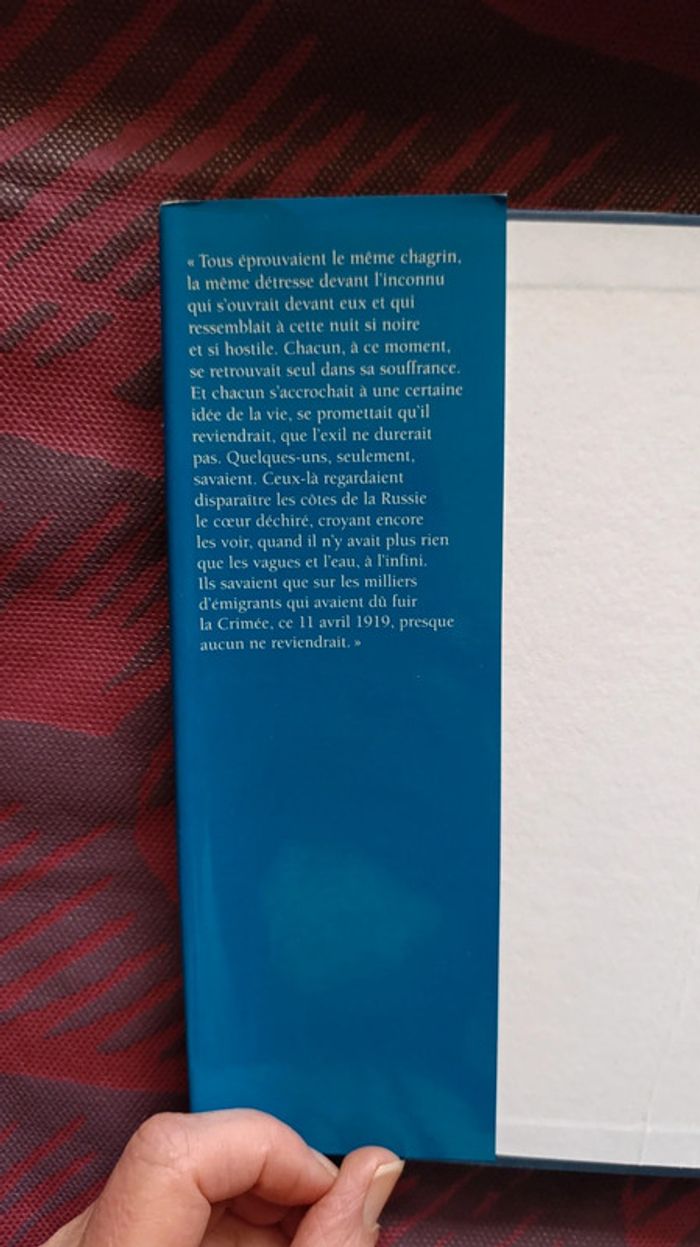 « Tous éprouvaient le même chagrin,
la même détresse devant l'inconnu
qui s'ouvrait devant eux et qui
ressemblait à cette nuit si noire
et si hostile. Chacun, à ce moment,
se retrouvait seul dans sa souffrance.
Et chacun s'accrochait à une certaine
idée de la vie, se promettait qu'il
reviendrait, que l'exil ne durerait
pas. Quelques-uns, seulement,
savaient. Ceux-là regardaient
disparaître les côtes de la Russie
le cœur déchiré, croyant encore
les voir, quand il n'y avait plus rien
que les vagues et l'eau, à l'infini.
Ils savaient que sur les milliers
d'émigrants qui avaient dû fuir
la Crimée, ce 11 avril 1919, presque
aucun ne reviendrait. »